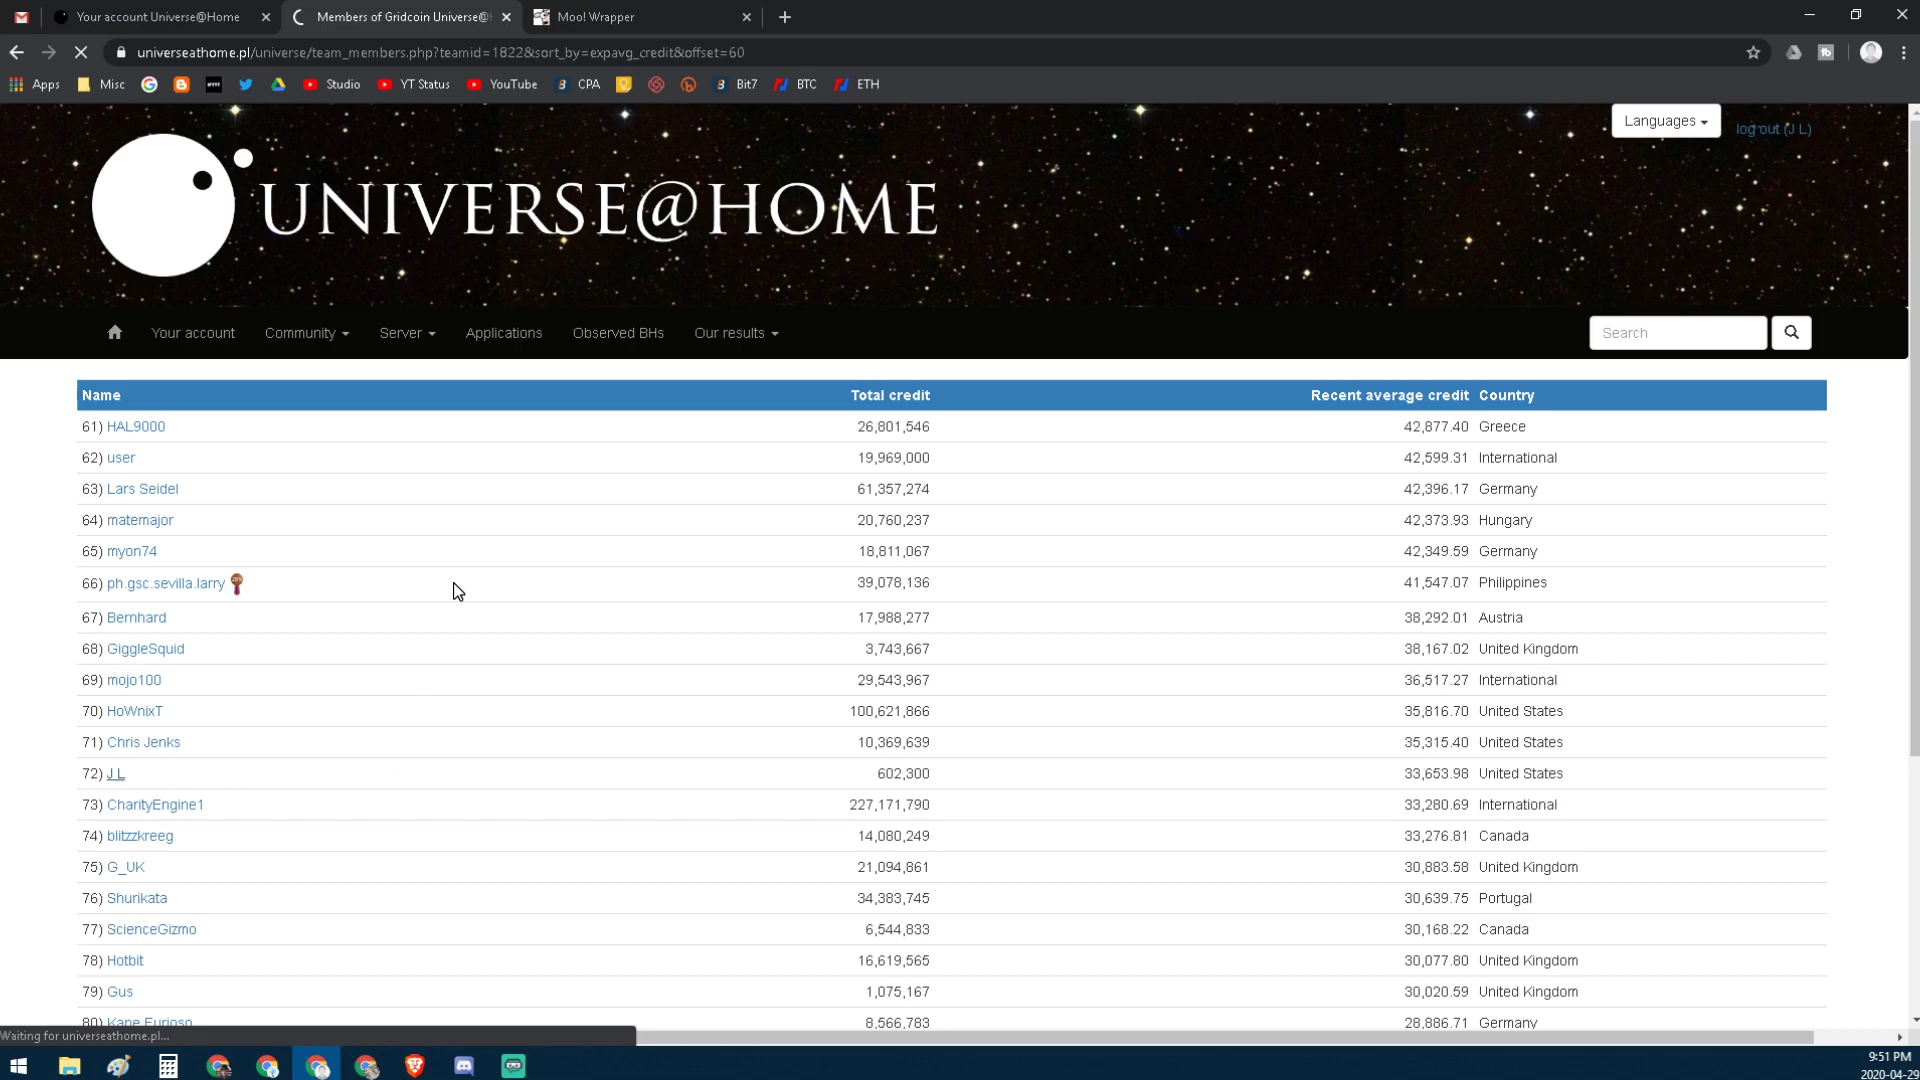 Your account Universe@Home
Members of Gridcoin Universe@
Moo! Wrapper
universeathome.pl/universe/team_members.php?teamid=1822&sort_by=expavg_credit&offset=60
Apps Misc Studio YT Status YouTube CPA Bit7 BTC ETH
Languages
log out (J L)
UNIVERSE@HOME
Your account Community Server Applications Observed BHs Our results Search
Name Total credit Recent average credit Country
61) HAL9000 26,801,546 42,877.40 Greece
62) user 19,969,000 42,599.31 International
63) Lars Seidel 61,357,274 42,396.17 Germany
64) matemajor 20,760,237 42,373.93 Hungary
65) myon74 18,811,067 42,349.59 Germany
66) ph.gsc.sevilla.larry 39,078,136 41,547.07 Philippines
67) Bernhard 17,988,277 38,292.01 Austria
68) GiggleSquid 3,743,667 38,167.02 United Kingdom
69) mojo100 29,543,967 36,517.27 International
70) HoWnixT 100,621,866 35,816.70 United States
71) Chris Jenks 10,369,639 35,315.40 United States
72) J L 602,300 33,653.98 United States
73) CharityEngine1 227,171,790 33,280.69 International
74) blitzzkreeg 14,080,249 33,276.81 Canada
75) G_UK 21,094,861 30,883.58 United Kingdom
76) Shurikata 34,383,745 30,639.75 Portugal
77) ScienceGizmo 6,544,833 30,168.22 Canada
78) Hotbit 16,619,565 30,077.80 United Kingdom
79) Gus 1,075,167 30,020.59 United Kingdom
80) Kane Furioso 8,566,783 28,886.71 Germany
Waiting for universeathome.pl...
9:51 PM
2020-04-29